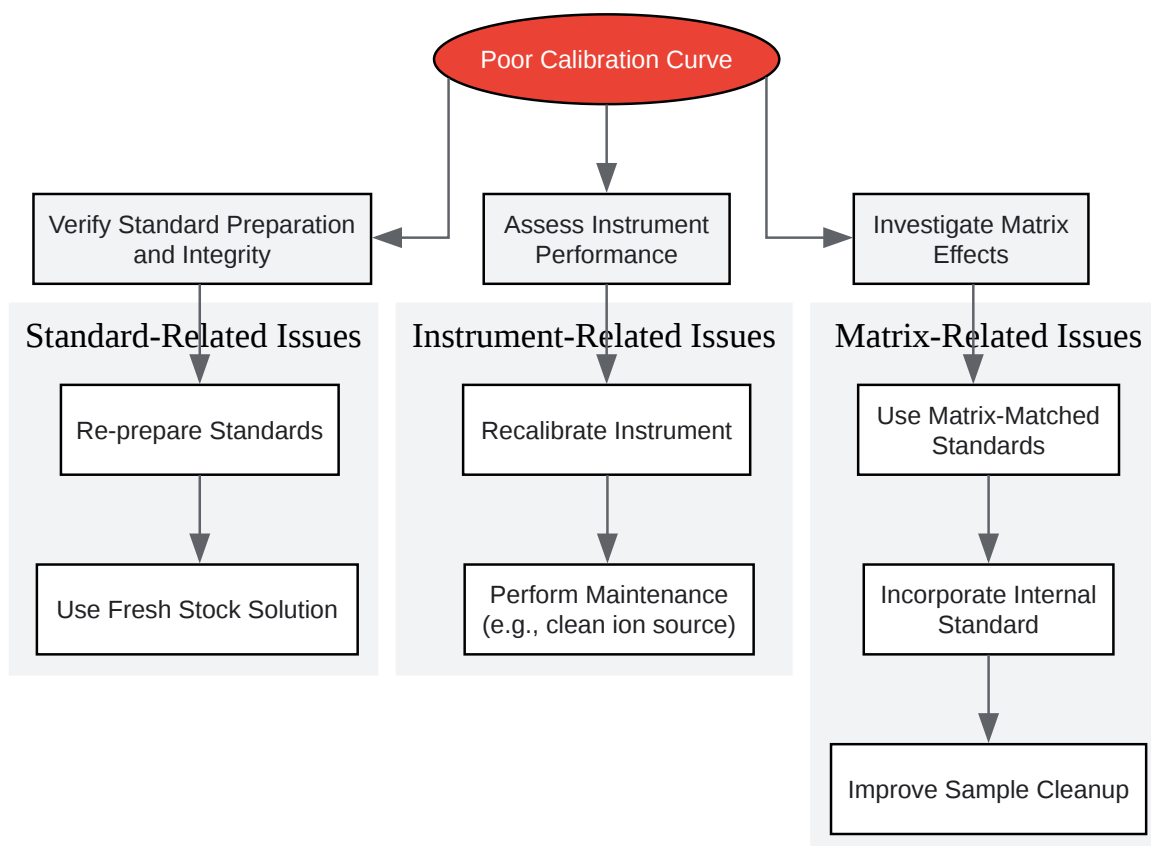 Poor Calibration Curve
Verify Standard Preparation
and Integrity
Assess Instrument
Performance
Investigate Matrix
Effects
Standard-Related Issues
Instrument-Related Issues
Matrix-Related Issues
Re-prepare Standards
Recalibrate Instrument
Use Matrix-Matched
Standards
Use Fresh Stock Solution
Perform Maintenance
(e.g., clean ion source)
Incorporate Internal
Standard
Improve Sample Cleanup